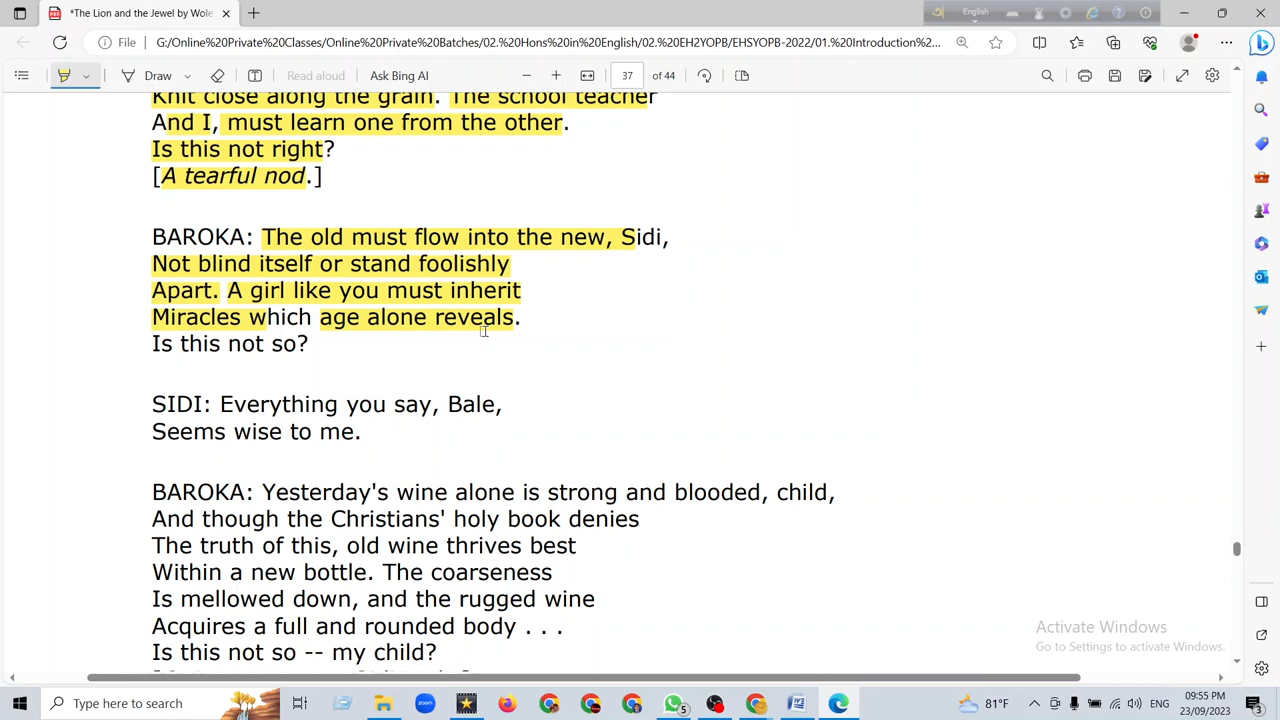 *The Lion and the Jewel by Wole
English
File
G:/Online%20Private%20Classes/Online%20Private%20Batches/02.%20Hons%20in%20English/02.%20EH2YOPB/EHSYOPB-2022/01.%20Introduction%2...
Draw
Read aloud
Ask Bing AI
37 of 44
Knit close along the grain. The school teacher
And I, must learn one from the other.
Is this not right?
[A tearful nod.]
BAROKA: The old must flow into the new, Sidi,
Not blind itself or stand foolishly
Apart. A girl like you must inherit
Miracles which age alone reveals.
Is this not so?
SIDI: Everything you say, Bale,
Seems wise to me.
BAROKA: Yesterday's wine alone is strong and blooded, child,
And though the Christians' holy book denies
The truth of this, old wine thrives best
Within a new bottle. The coarseness
Is mellowed down, and the rugged wine
Acquires a full and rounded body . . .
Is this not so -- my child?
Activate Windows
Go to Settings to activate Windows.
Type here to search
zoom
5
81°F
ENG
09:55 PM
23/09/2023
3